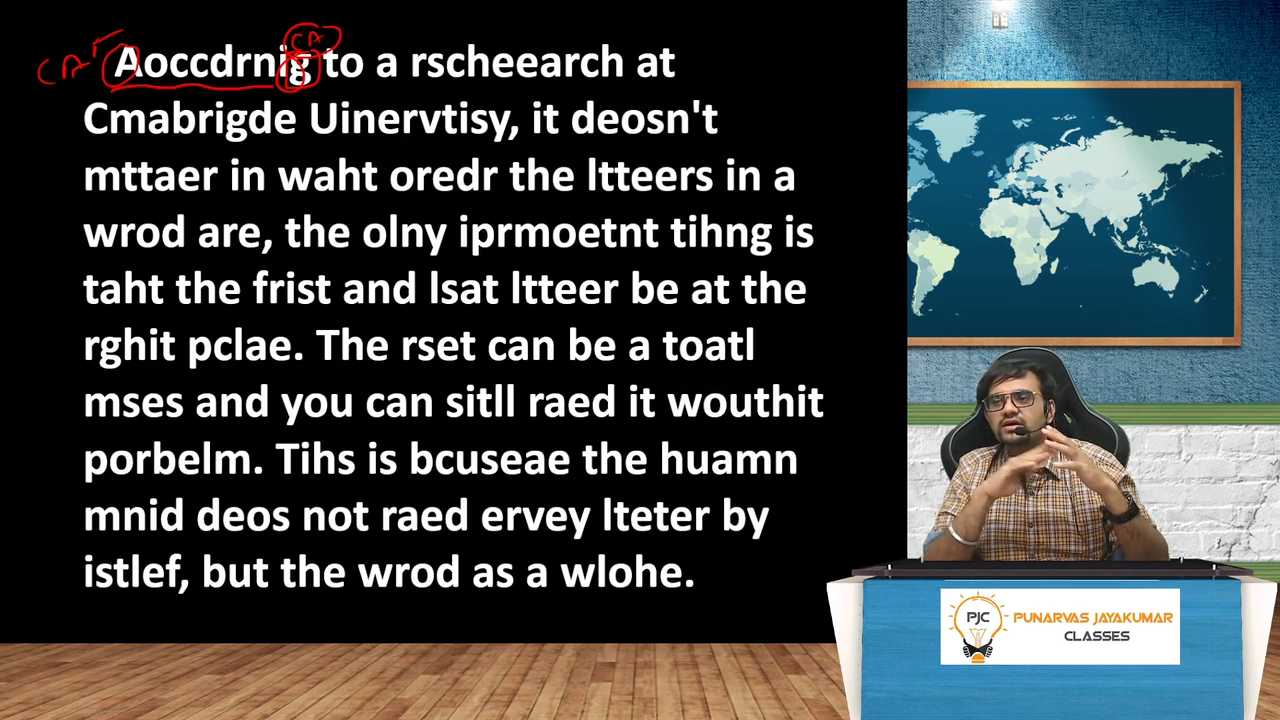 CA
CA
Aoccdrnig to a rscheearch at
Cmabrigde Uinervtisy, it deosn't
mttaer in waht oredr the ltteers in a
wrod are, the olny iprmoetnt tihng is
taht the frist and lsat ltteer be at the
rghit pclae. The rset can be a toatl
mses and you can sitll raed it wouthit
porbelm. Tihs is bcuseae the huamn
mnid deos not raed ervey lteter by
istlef, but the wrod as a wlohe.
PJC
PUNARVAS JAYAKUMAR
CLASSES